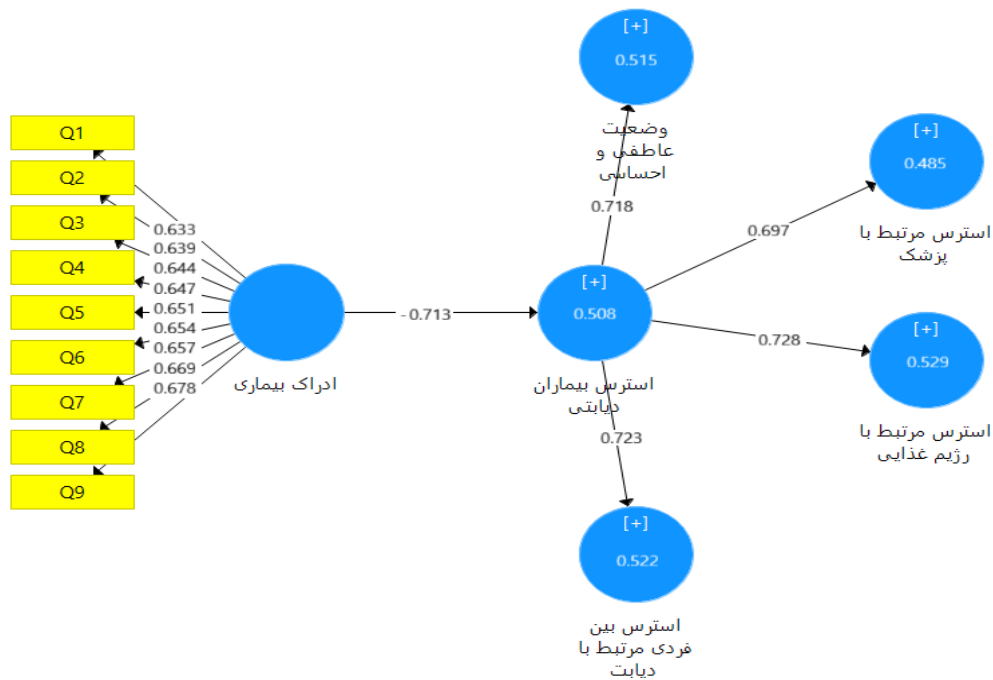 [+]
0.515
وضعیت
عاطفی و
احساسی
0.718
Q1
Q2
Q3
Q4
Q5
Q6
Q7
Q8
Q9
0.633
0.639
0.644
0.647
0.651
0.654
0.657
0.669
0.678
ادراک بیماری
-0.713
[+]
0.508
استرس بیماران
دیابتی
0.697
[+]
0.485
استرس مرتبط با
پزشک
0.728
[+]
0.529
استرس مرتبط با
رژیم غذایی
0.723
[+]
0.522
استرس بین
فردی مرتبط با
دیابت